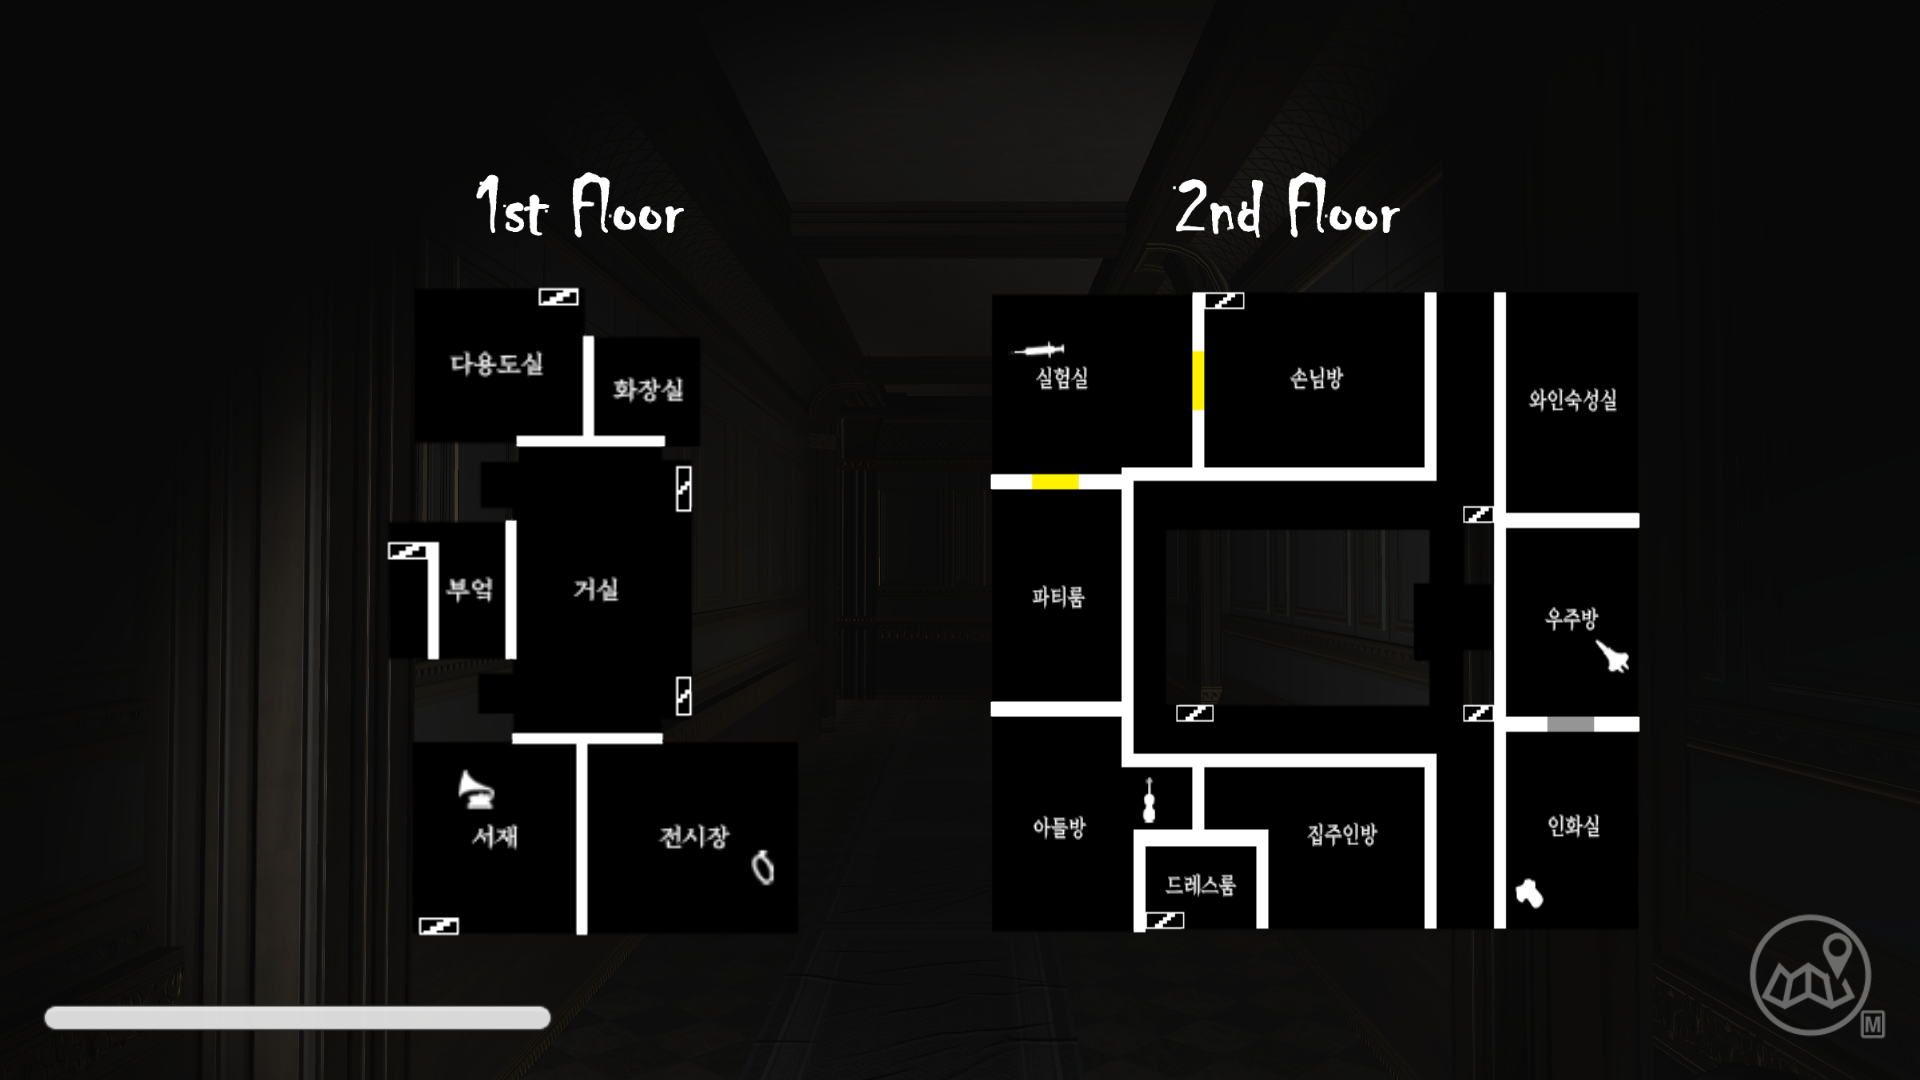 1st Floor
2nd Floor
다용도실
화장실
부엌
거실
서재
전시장
실험실
손님방
와인숙성실
파티룸
우주방
아들방
드레스룸
집주인방
인화실
M